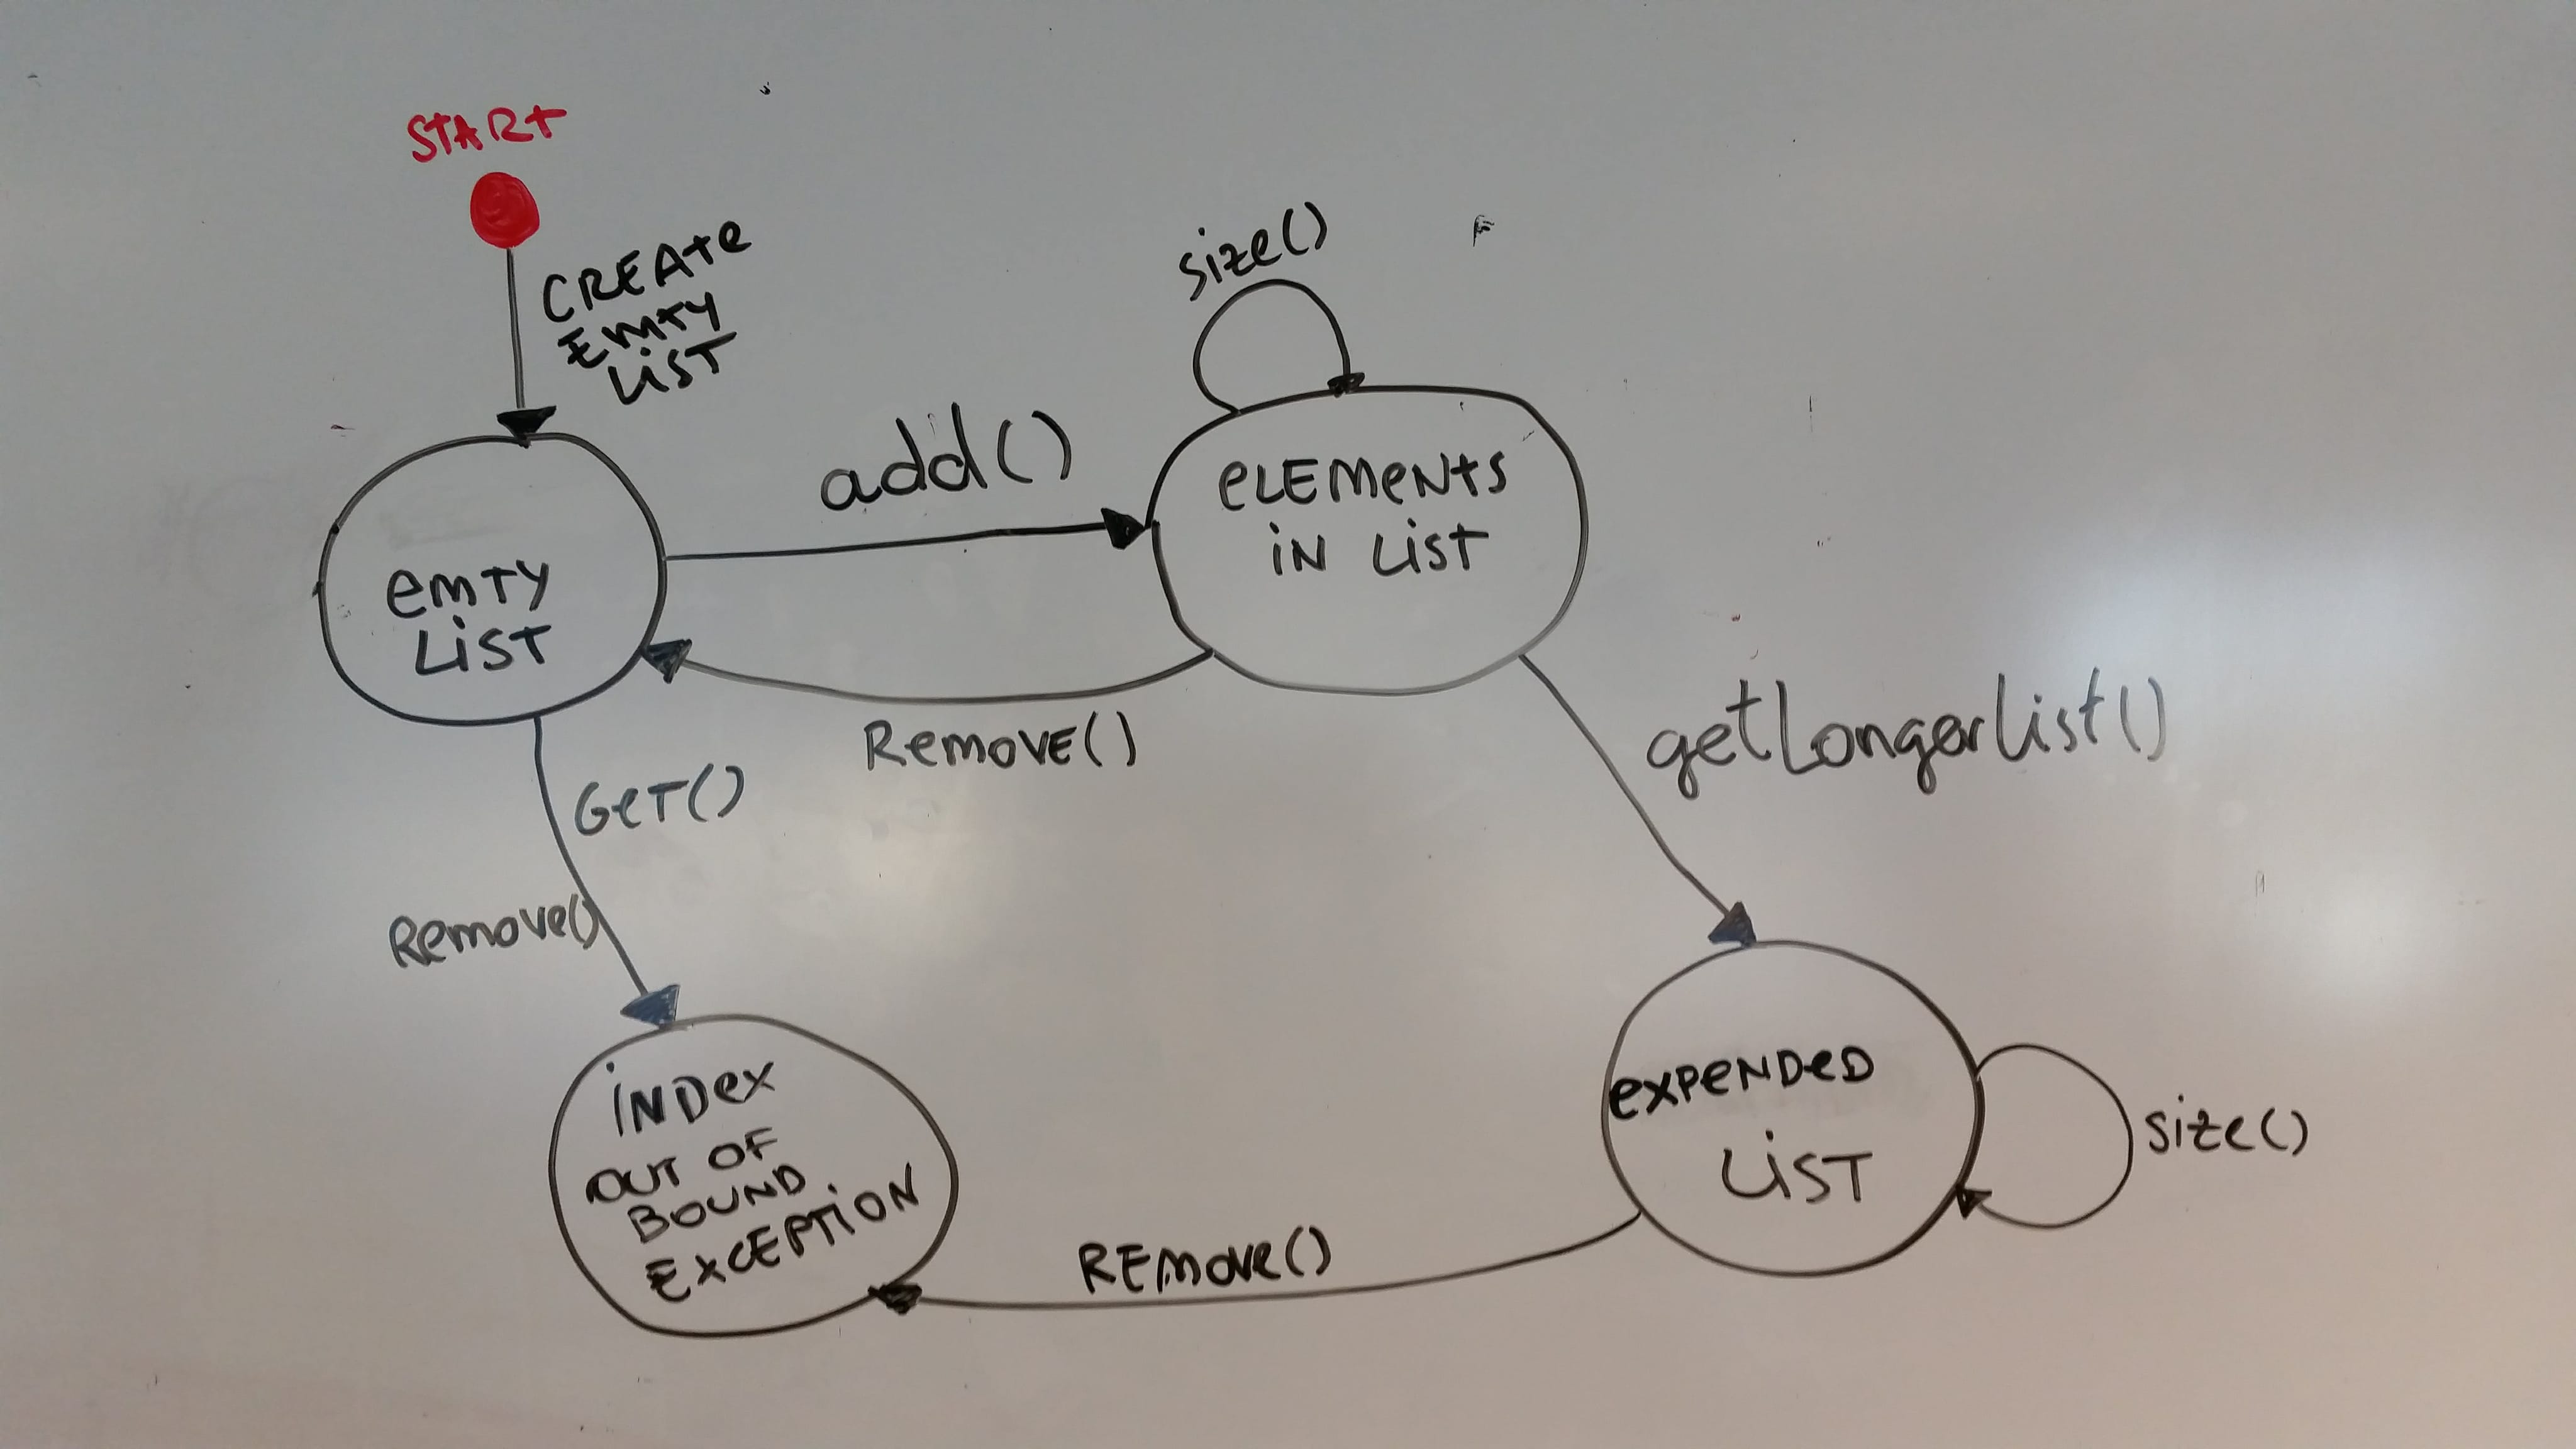 START
CREATE
EMTY
LIST
size()
add()
ELEMENTS
IN LIST
EMTY
LIST
Remove()
getLongerlist()
GET()
Remove()
INDEX
OUT OF
BOUND
EXCEPTION
EXPENDED
LIST
size()
REMOVE()